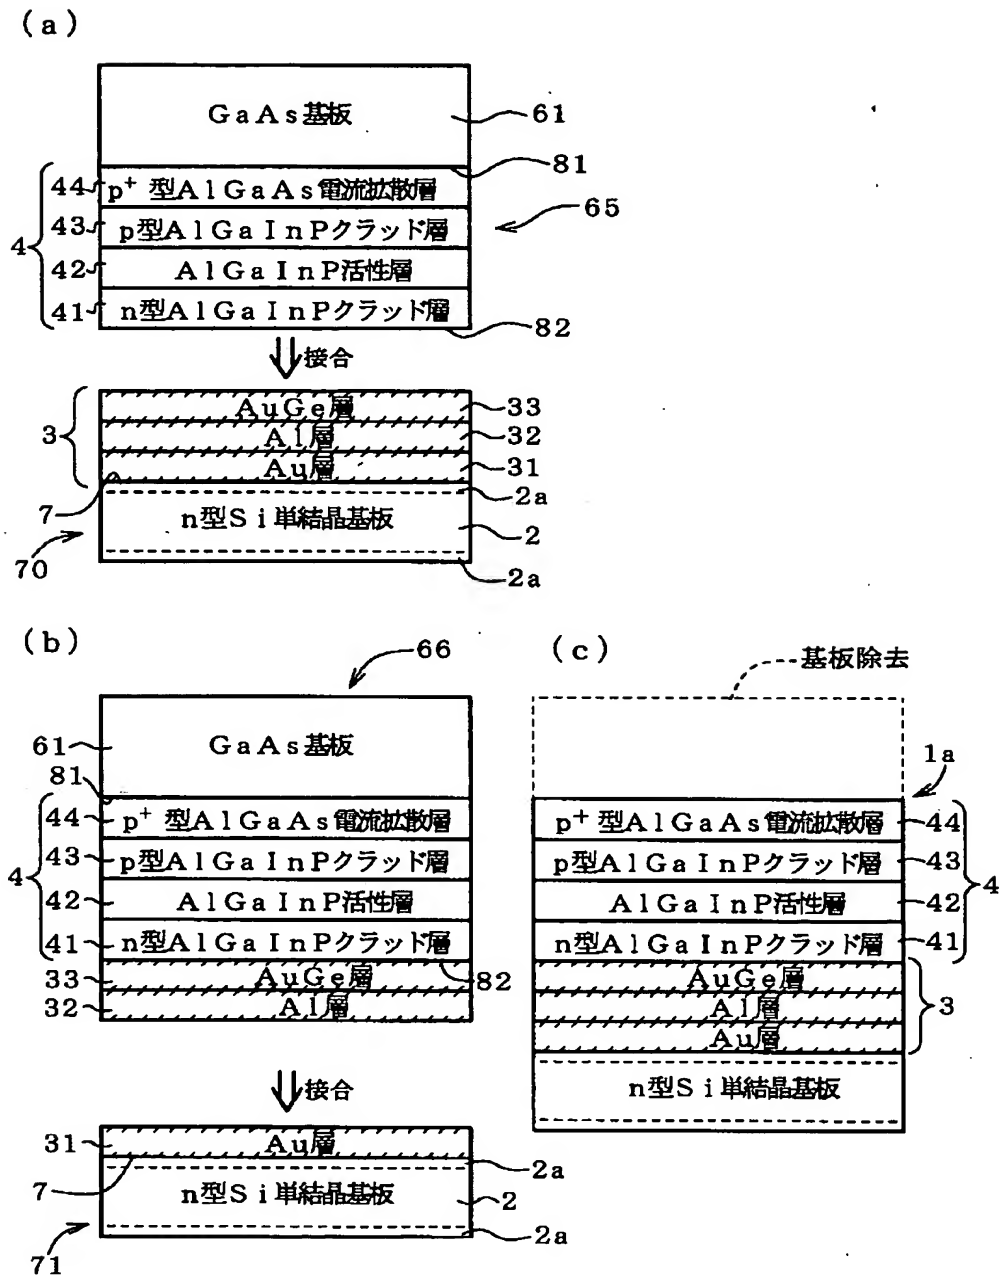 (a)
GaAs基板
61
81
44 p⁺型AlGaAs電流拡散層
65
43 p型AlGaInPクラッド層
4
42 AlGaInP活性層
41 n型AlGaInPクラッド層
82
接合
AuGe層 33
3 Al層 32
Au層 31
2a
7
n型Si単結晶基板 2
70
2a
(b)
66
61 GaAs基板
81
44 p⁺型AlGaAs電流拡散層
43 p型AlGaInPクラッド層
4
42 AlGaInP活性層
41 n型AlGaInPクラッド層
33 AuGe層 82
32 Al層
接合
31 Au層
2a
7
n型Si単結晶基板 2
2a
71
(c)
基板除去
1a
p⁺型AlGaAs電流拡散層 44
p型AlGaInPクラッド層 43
4
AlGaInP活性層 42
n型AlGaInPクラッド層 41
AuGe層
Al層 3
Au層
n型Si単結晶基板